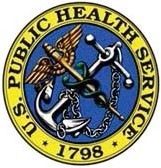 U.S. PUBLIC HEALTH SERVICE
• 1798 •